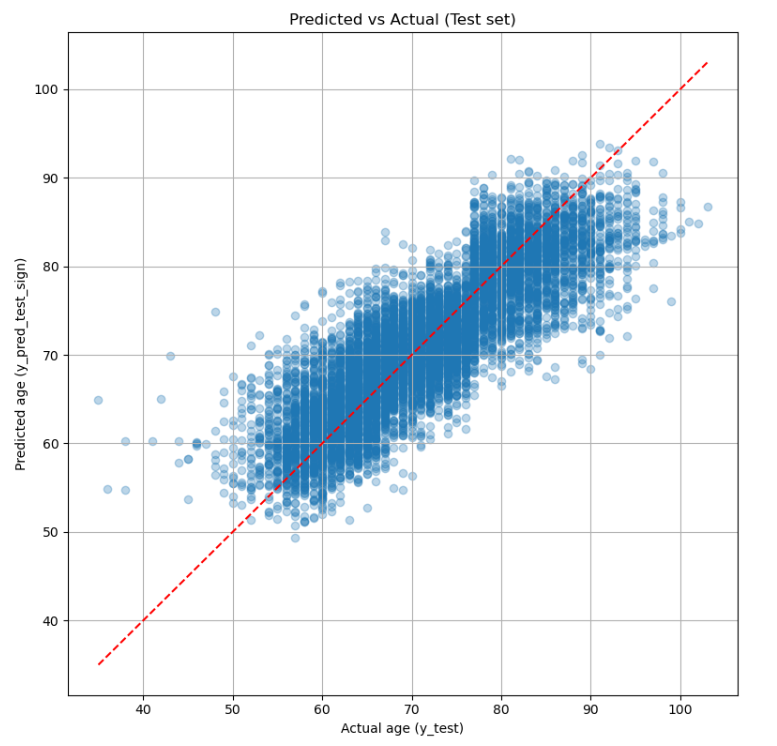 Predicted vs Actual (Test set)
100
90
80
70
60
50
40
Predicted age (y_pred_test_sign)
40 50 60 70 80 90 100
Actual age (y_test)